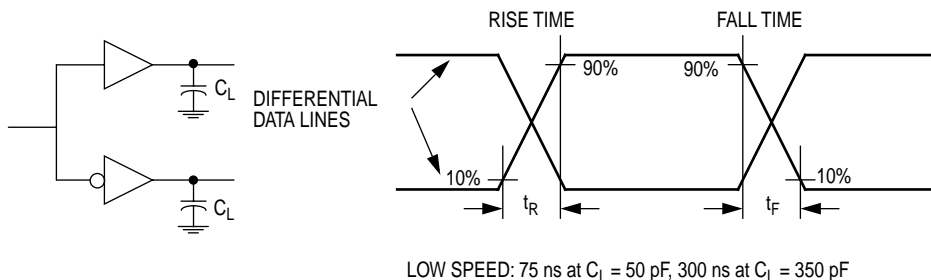 RISE TIME
FALL TIME
90%
90%
C_L
DIFFERENTIAL
DATA LINES
10%
10%
t_R
t_F
C_L
LOW SPEED: 75 ns at C_L = 50 pF, 300 ns at C_L = 350 pF